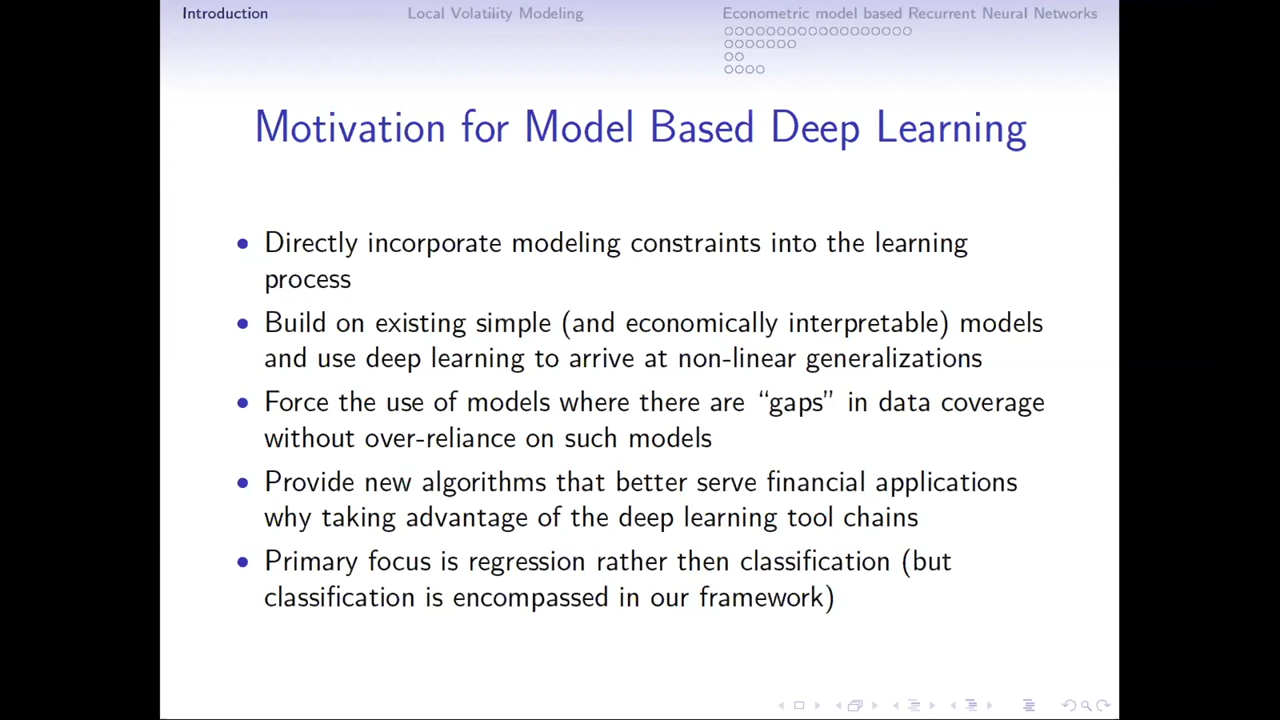 Introduction Local Volatility Modeling Econometric model based Recurrent Neural Networks
Motivation for Model Based Deep Learning
Directly incorporate modeling constraints into the learning
process
Build on existing simple (and economically interpretable) models
and use deep learning to arrive at non-linear generalizations
Force the use of models where there are “gaps” in data coverage
without over-reliance on such models
Provide new algorithms that better serve financial applications
why taking advantage of the deep learning tool chains
Primary focus is regression rather then classification (but
classification is encompassed in our framework)